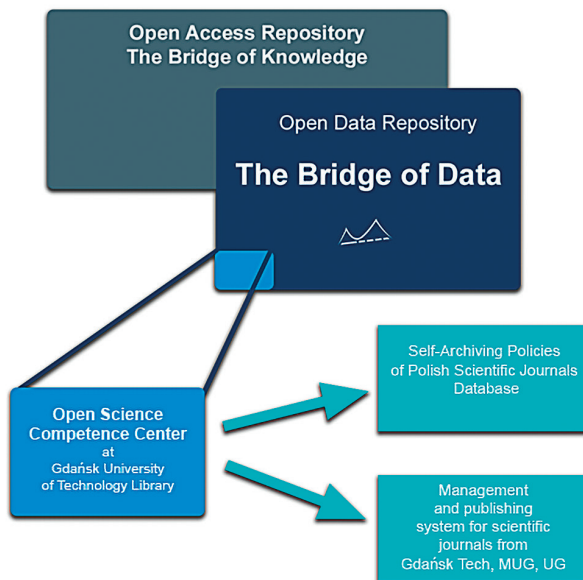 Open Access Repository
The Bridge of Knowledge
Open Data Repository
The Bridge of Data
Open Science
Competence Center
at
Gdańsk University
of Technology Library
Self-Archiving Policies
of Polish Scientific Journals
Database
Management
and publishing
system for scientific
journals from
Gdańsk Tech, MUG, UG